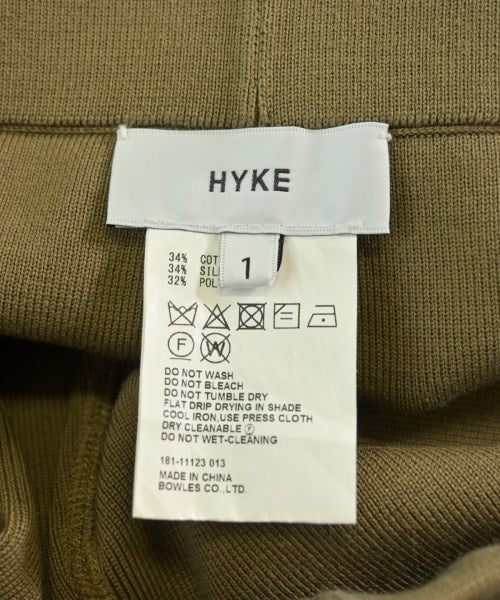 HYKE
1
34% COT
34% SIL
32% POL
F
W
DO NOT WASH
DO NOT BLEACH
DO NOT TUMBLE DRY
FLAT DRIP DRYING IN SHADE
COOL IRON,USE PRESS CLOTH
DRY CLEANABLE Ⓕ
DO NOT WET-CLEANING
181-11123 013
MADE IN CHINA
BOWLES CO.,LTD.